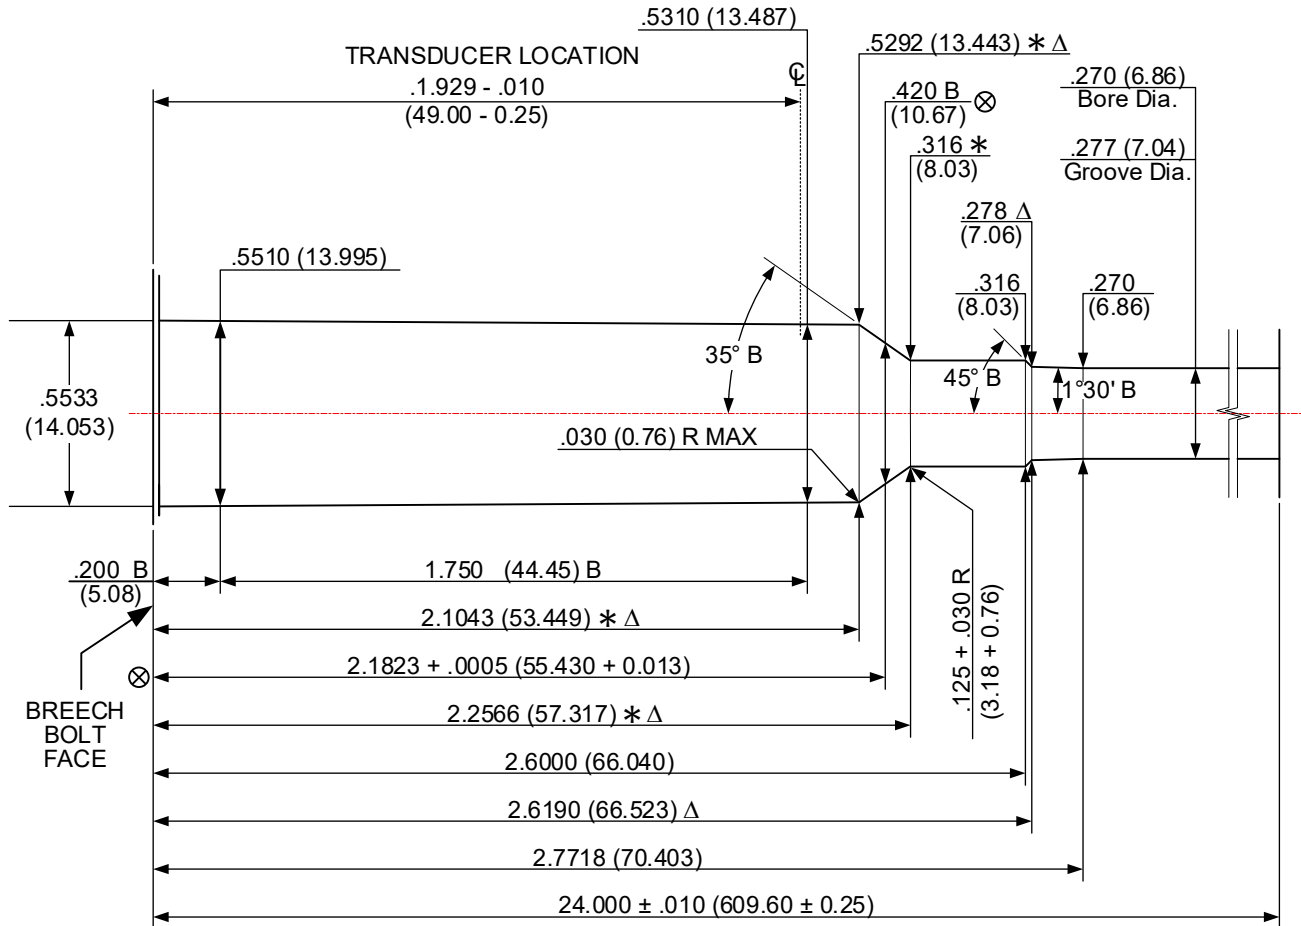 .5310 (13.487)
TRANSDUCER LOCATION
.5292 (13.443) * Δ
℄
.1.929 - .010
(49.00 - 0.25)
.420 B ⊗
(10.67)
.270 (6.86)
Bore Dia.
.316 *
(8.03)
.277 (7.04)
Groove Dia.
.278 Δ
(7.06)
.5510 (13.995)
.316
(8.03)
.270
(6.86)
35° B
45° B
1°30' B
.5533
(14.053)
.030 (0.76) R MAX
.200 B
(5.08)
1.750 (44.45) B
.125 + .030 R
(3.18 + 0.76)
2.1043 (53.449) * Δ
⊗
2.1823 + .0005 (55.430 + 0.013)
BREECH
BOLT
FACE
2.2566 (57.317) * Δ
2.6000 (66.040)
2.6190 (66.523) Δ
2.7718 (70.403)
24.000 ± .010 (609.60 ± 0.25)